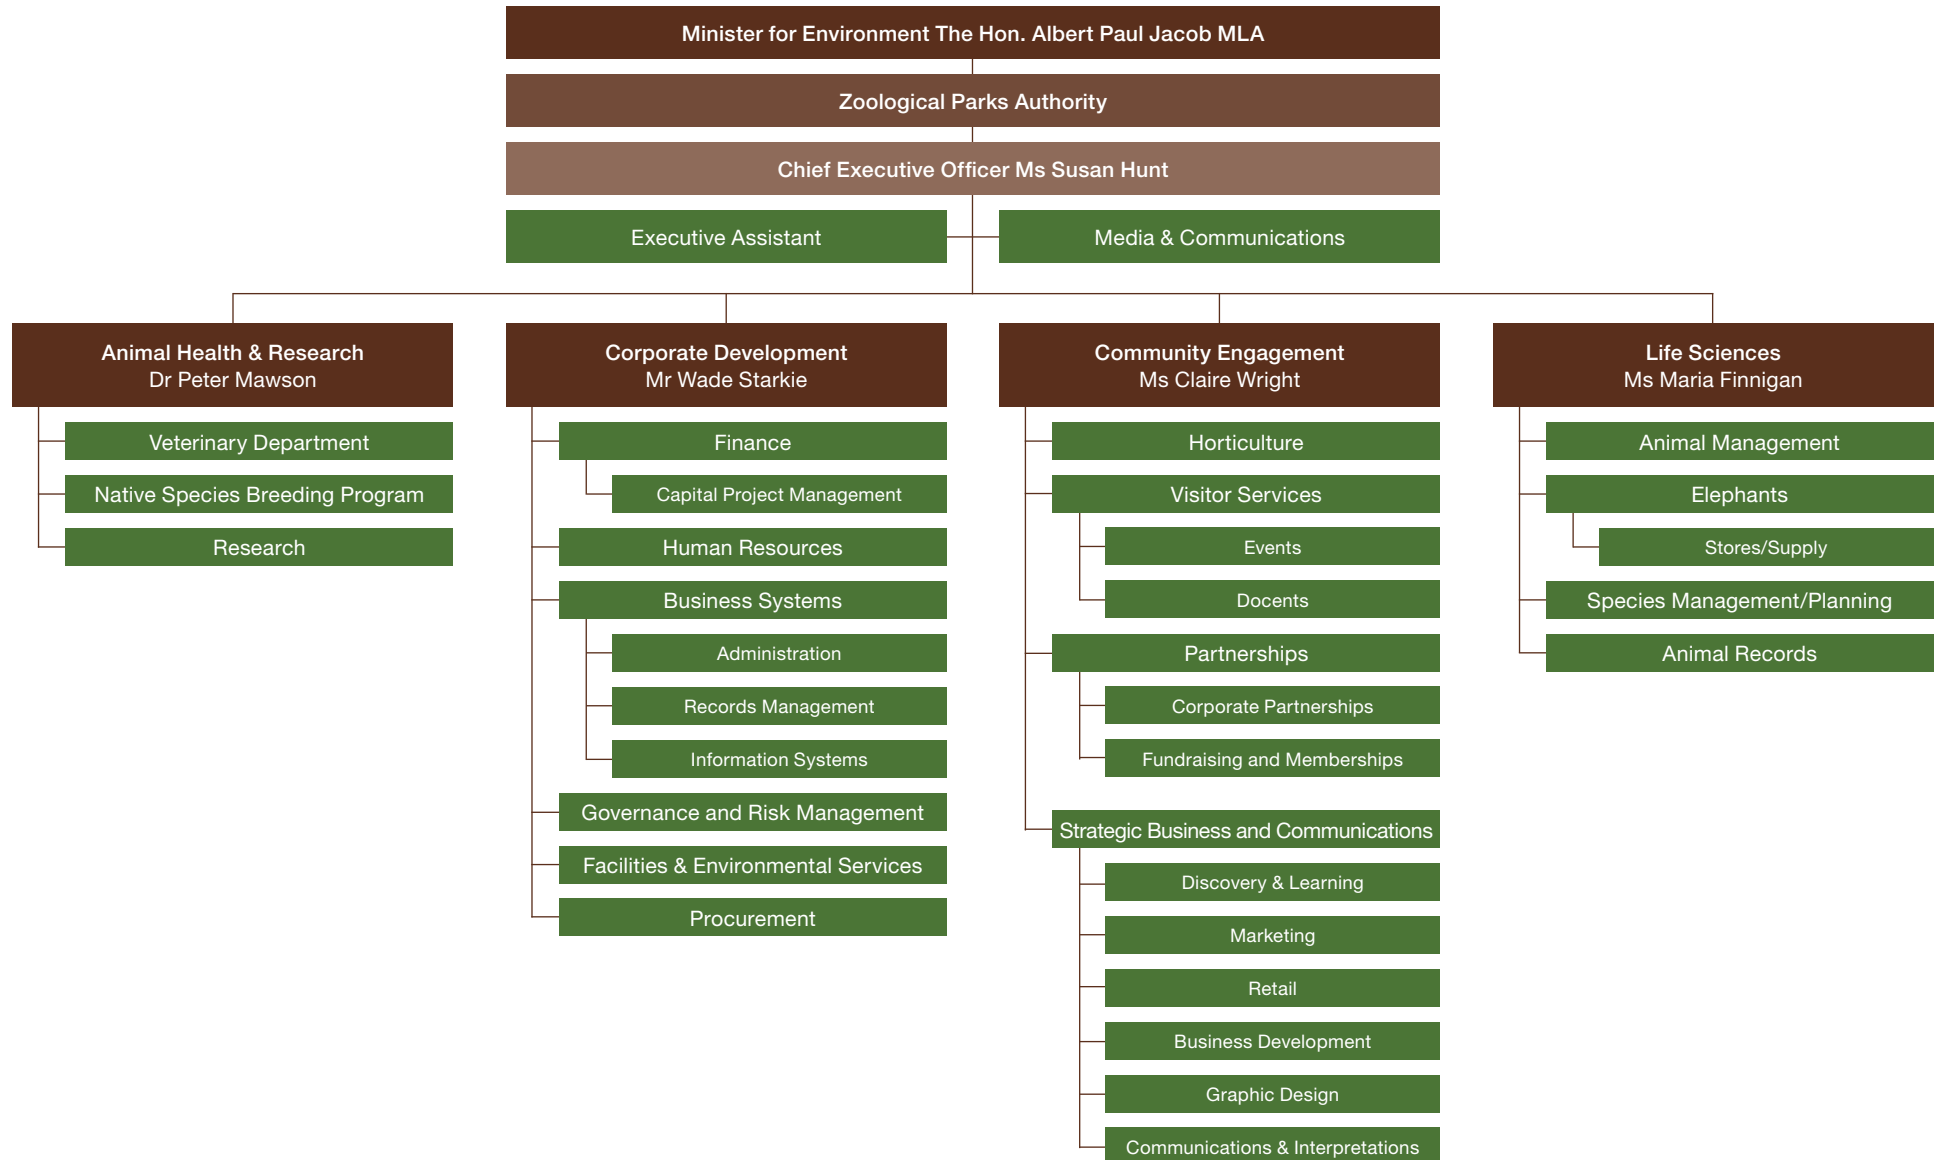 Minister for Environment The Hon. Albert Paul Jacob MLA
Zoological Parks Authority
Chief Executive Officer Ms Susan Hunt
Executive Assistant
Media & Communications
Animal Health & Research
Dr Peter Mawson
Veterinary Department
Native Species Breeding Program
Research
Corporate Development
Mr Wade Starkie
Finance
Capital Project Management
Human Resources
Business Systems
Administration
Records Management
Information Systems
Governance and Risk Management
Facilities & Environmental Services
Procurement
Community Engagement
Ms Claire Wright
Horticulture
Visitor Services
Events
Docents
Partnerships
Corporate Partnerships
Fundraising and Memberships
Strategic Business and Communications
Discovery & Learning
Marketing
Retail
Business Development
Graphic Design
Communications & Interpretations
Life Sciences
Ms Maria Finnigan
Animal Management
Elephants
Stores/Supply
Species Management/Planning
Animal Records